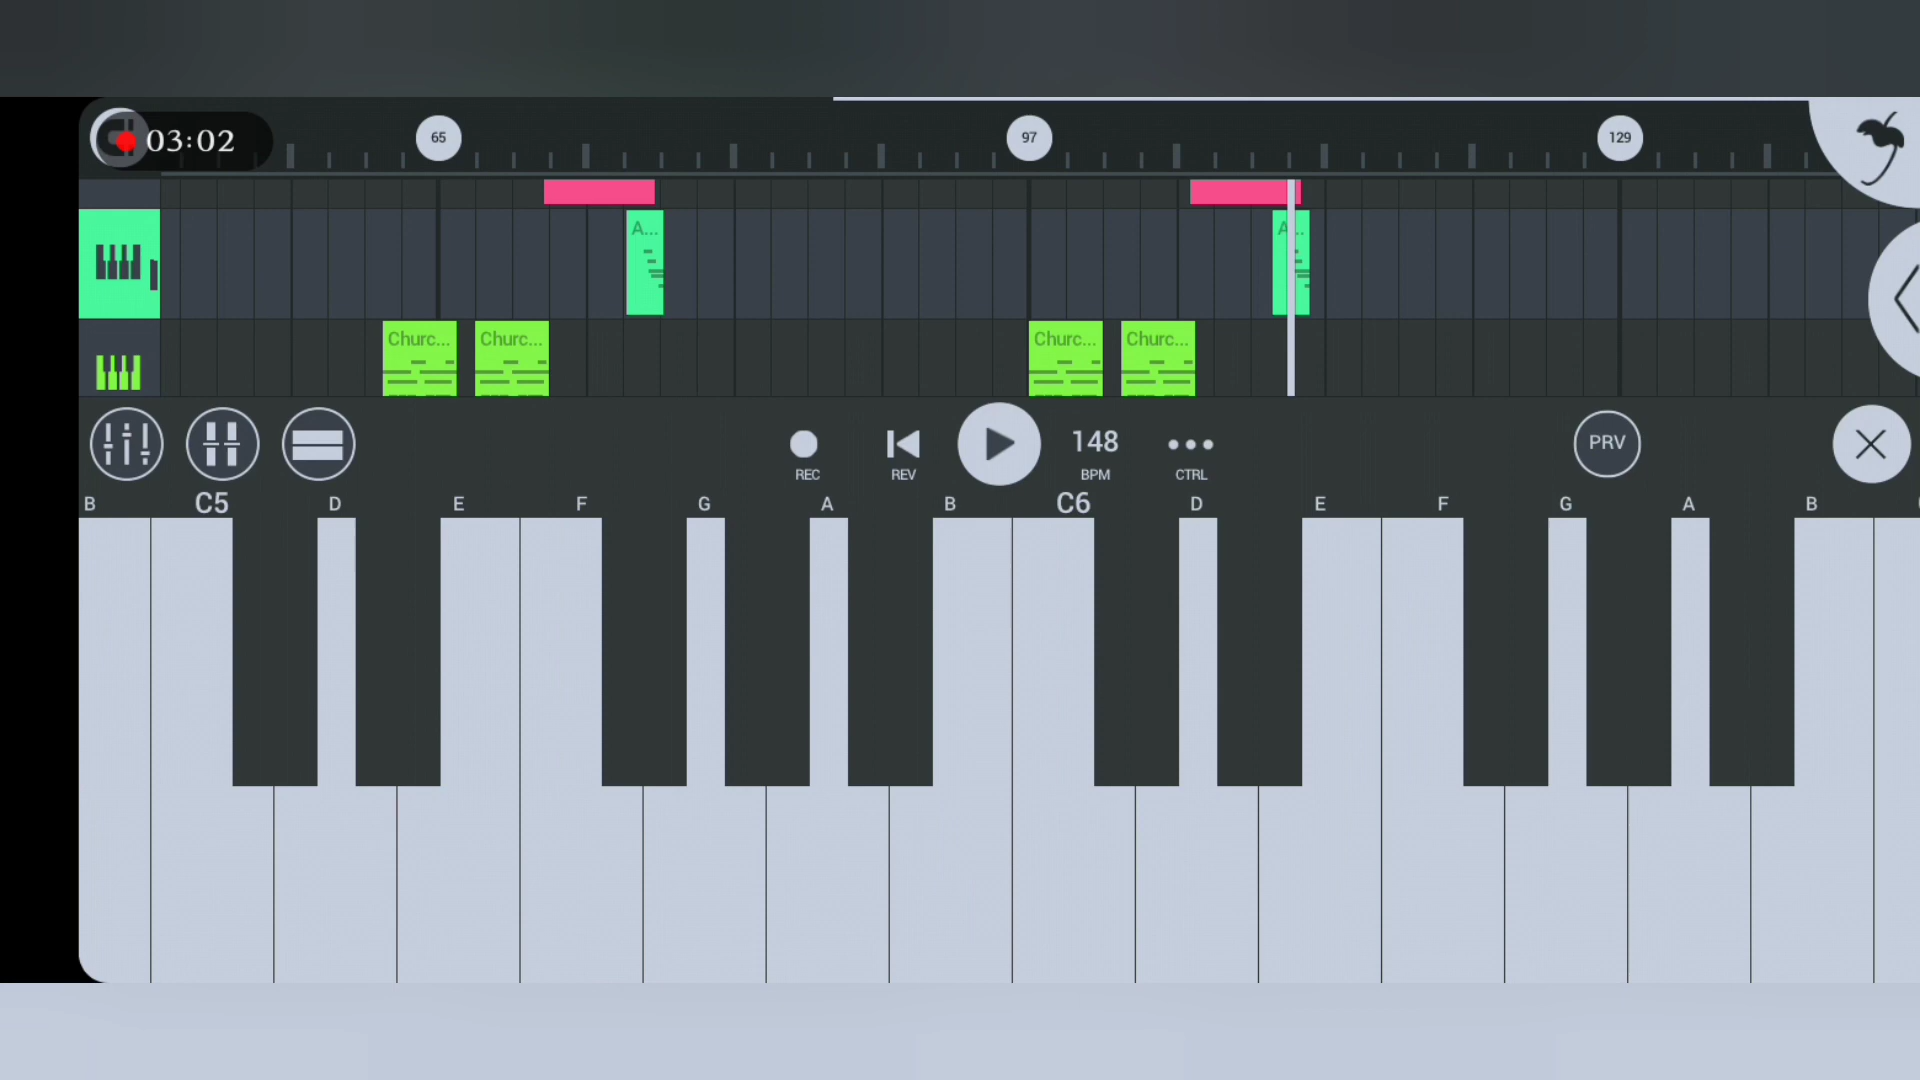 03:02
65 97 129
A... A...
Churc... Churc... Churc... Churc...
148 PRV
REC REV BPM CTRL
B C5 D E F G A B C6 D E F G A B